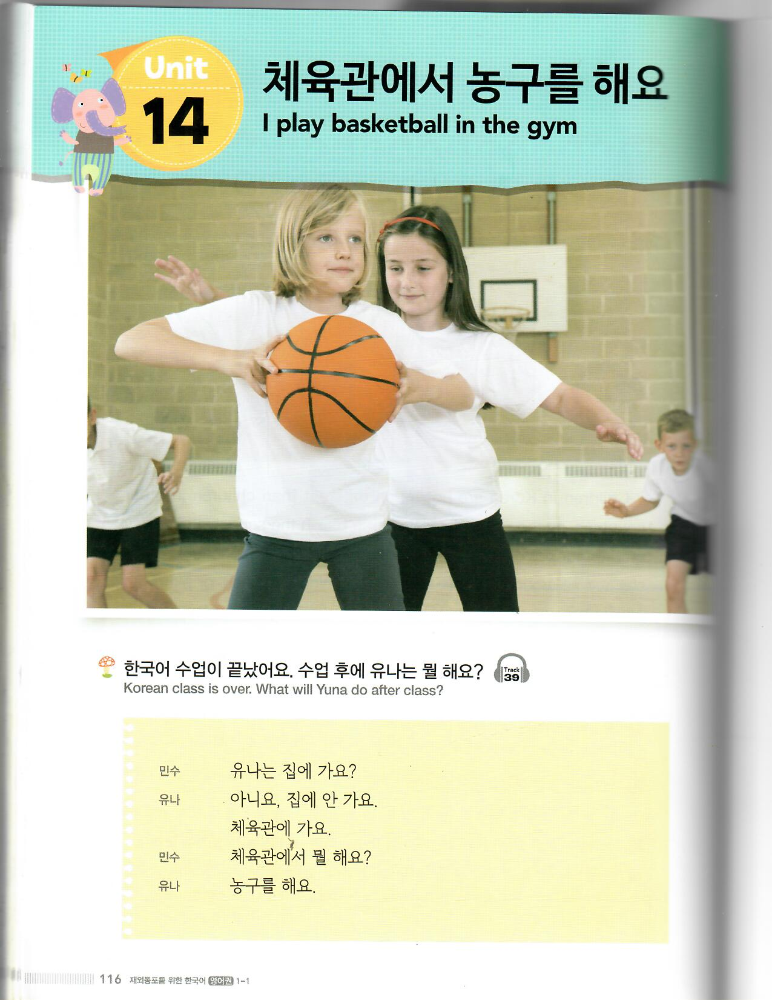 Unit
14
체육관에서 농구를 해요
I play basketball in the gym
한국어 수업이 끝났어요. 수업 후에 유나는 뭘 해요?
Track
39
Korean class is over. What will Yuna do after class?
민수 유나는 집에 가요?
유나 아니요, 집에 안 가요.
체육관에 가요.
민수 체육관에서 뭘 해요?
유나 농구를 해요.
116 재외동포를 위한 한국어 영어권 1-1